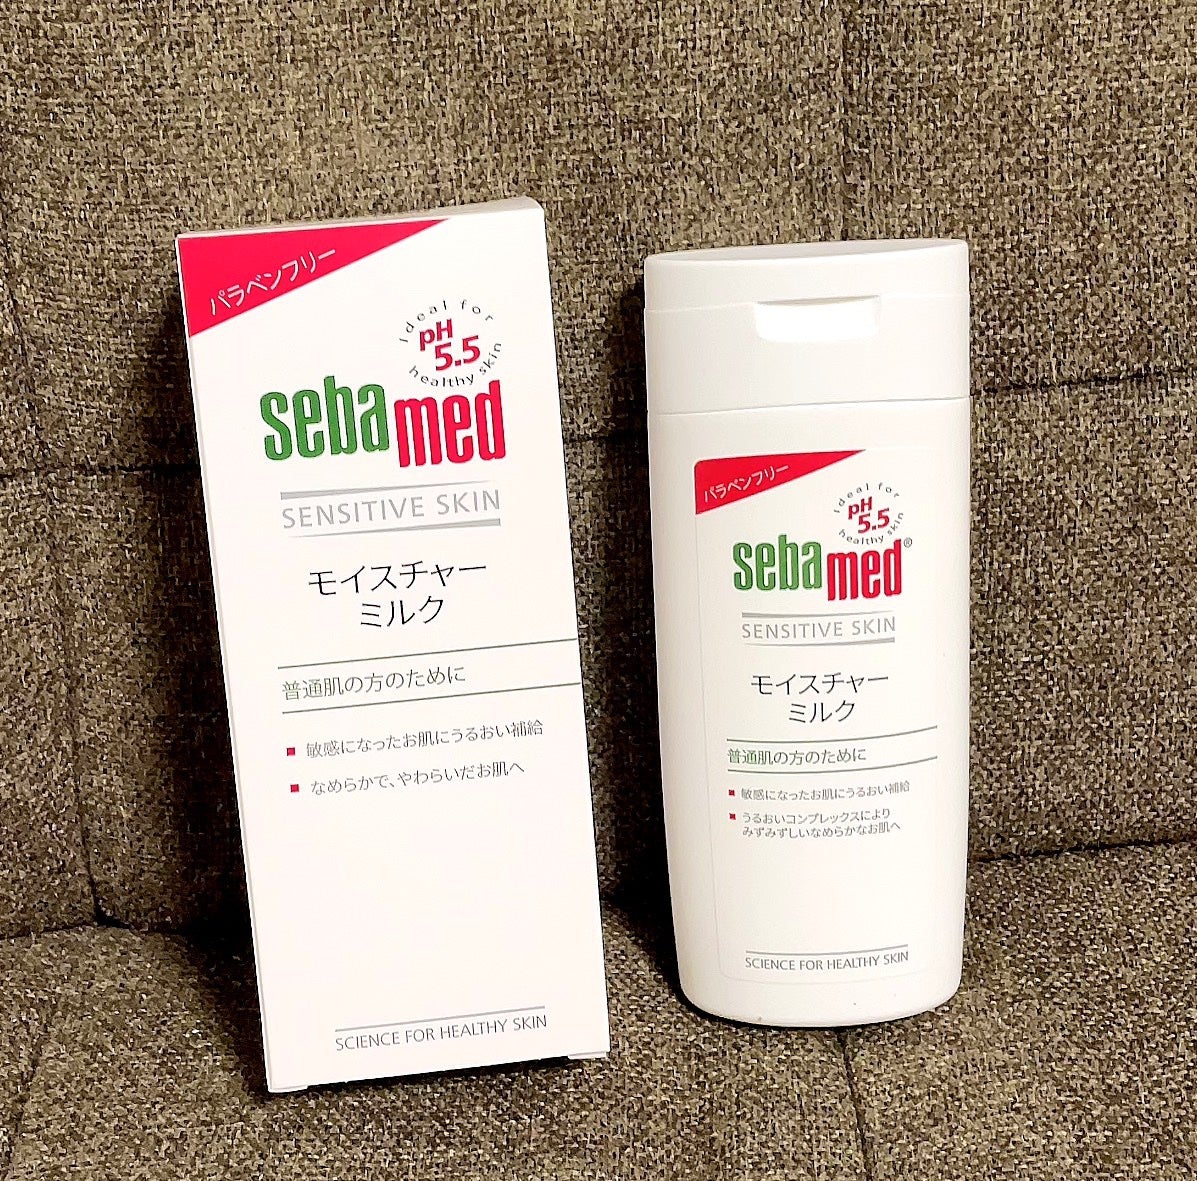 パラベンフリー
ideal for
pH
5.5
healthy skin
sebamed
SENSITIVE SKIN
モイスチャー
ミルク
普通肌の方のために
敏感になったお肌にうるおい補給
なめらかで、やわらいだお肌へ
SCIENCE FOR HEALTHY SKIN
パラベンフリー
ideal for
pH
5.5
healthy skin
sebamed®
SENSITIVE SKIN
モイスチャー
ミルク
普通肌の方のために
敏感になったお肌にうるおい補給
うるおいコンプレックスにより
みずみずしいなめらかなお肌へ
SCIENCE FOR HEALTHY SKIN